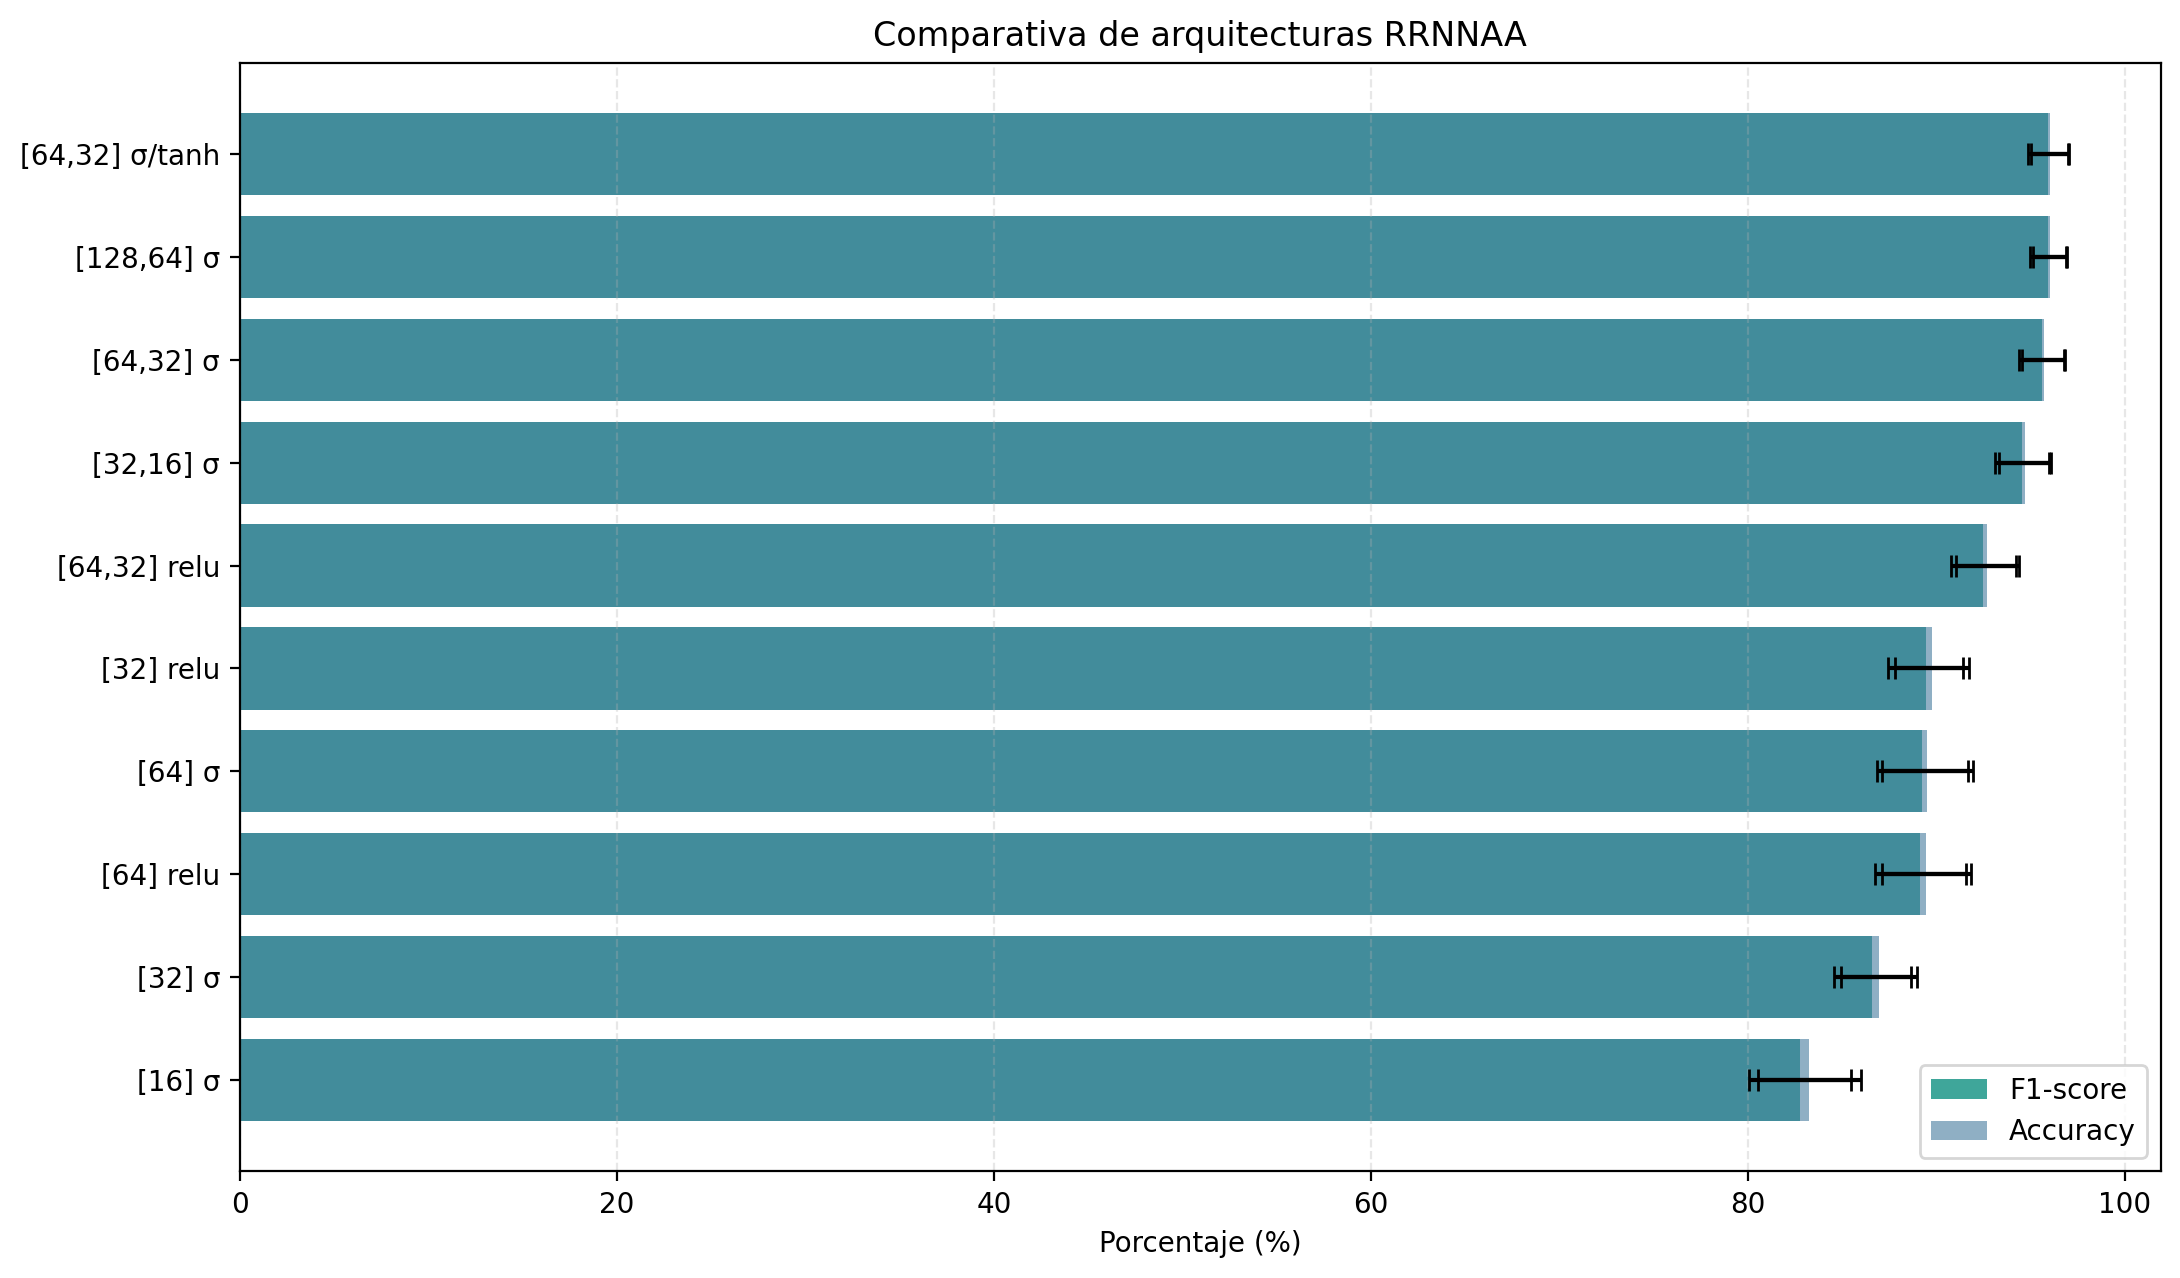 Comparativa de arquitecturas RRNNAA
[64,32] σ/tanh
[128,64] σ
[64,32] σ
[32,16] σ
[64,32] relu
[32] relu
[64] σ
[64] relu
[32] σ
[16] σ
F1-score
Accuracy
0 20 40 60 80 100
Porcentaje (%)